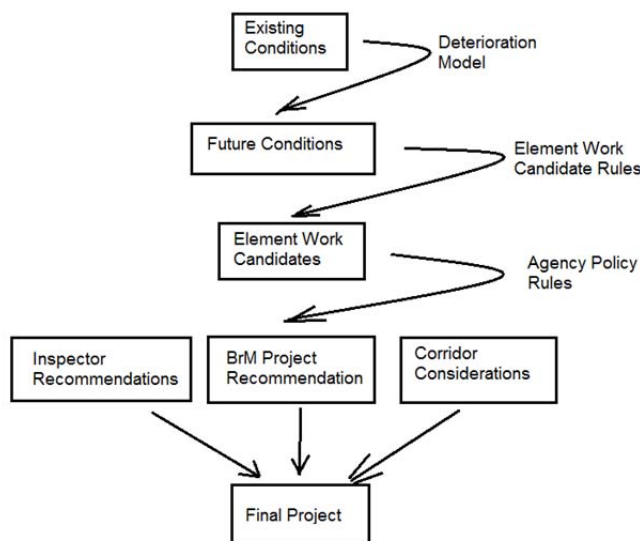 Existing
Conditions
Deterioration
Model
Future Conditions
Element Work
Candidate Rules
Element Work
Candidates
Agency Policy
Rules
Inspector
Recommendations
BrM Project
Recommendation
Corridor
Considerations
Final Project